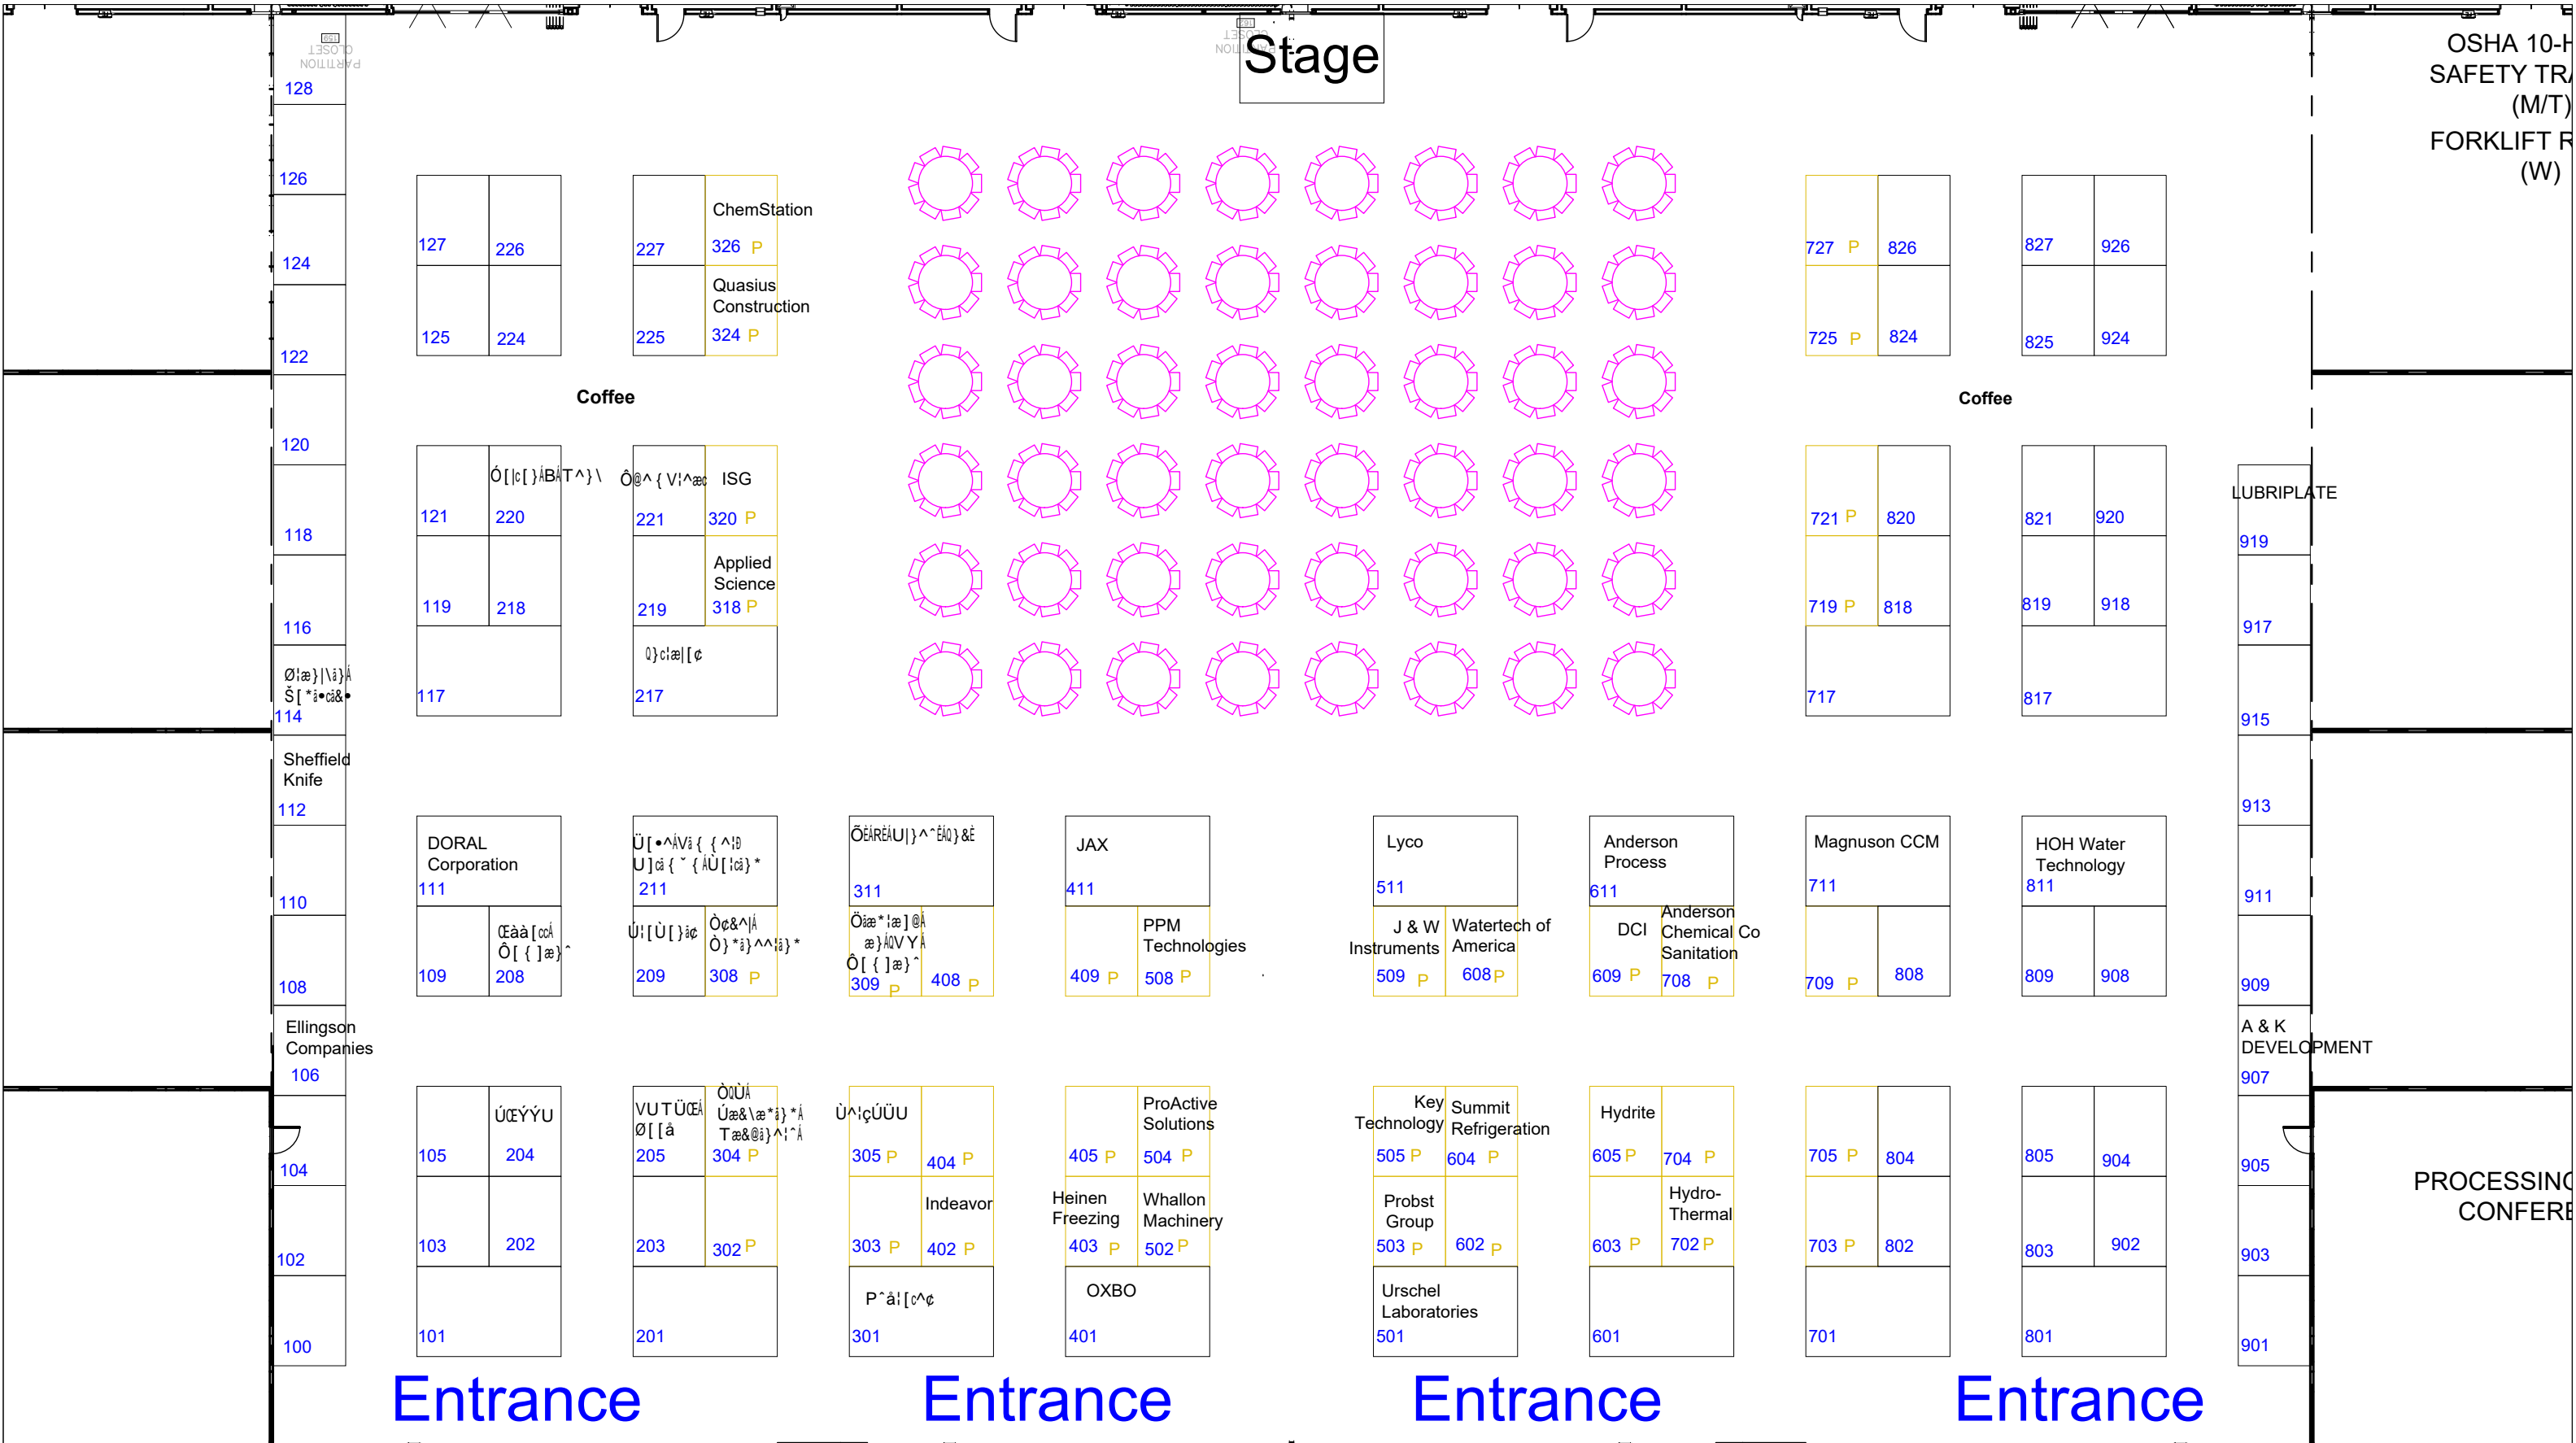 159
PARTITION
CLOSET
162
PARTITION
CLOSET
Stage
OSHA 10-H
SAFETY TRA
(M/T)
FORKLIFT R
(W)
128
126
124
122
120
118
116
114
Sheffield
Knife
112
110
108
Ellingson
Companies
106
104
102
100
127
226
125
224
227
ChemStation
326 P
225
Quasius
Construction
324 P
Coffee
121
220
221
ISG
320 P
119
218
219
Applied
Science
318 P
117
217
727 P
826
827
926
725 P
824
825
924
Coffee
721 P
820
821
920
719 P
818
819
918
717
817
LUBRIPLATE
919
917
915
913
911
909
A & K
DEVELOPMENT
907
905
903
901
DORAL
Corporation
111
211
311
JAX
411
Lyco
511
Anderson
Process
611
Magnuson CCM
711
HOH Water
Technology
811
109
208
209
308 P
309 P
408 P
409 P
PPM
Technologies
508 P
J & W
Instruments
509 P
Watertech of
America
608 P
DCI
609 P
Anderson
Chemical Co
Sanitation
708 P
709 P
808
809
908
105
204
205
304 P
305 P
404 P
405 P
ProActive
Solutions
504 P
Key
Technology
505 P
Summit
Refrigeration
604 P
Hydrite
605 P
704 P
705 P
804
805
904
103
202
203
302 P
303 P
Indeavor
402 P
Heinen
Freezing
403 P
Whallon
Machinery
502 P
Probst
Group
503 P
602 P
603 P
Hydro-
Thermal
702 P
703 P
802
803
902
101
201
301
OXBO
401
Urschel
Laboratories
501
601
701
801
PROCESSING
CONFERE
Entrance
Entrance
Entrance
Entrance